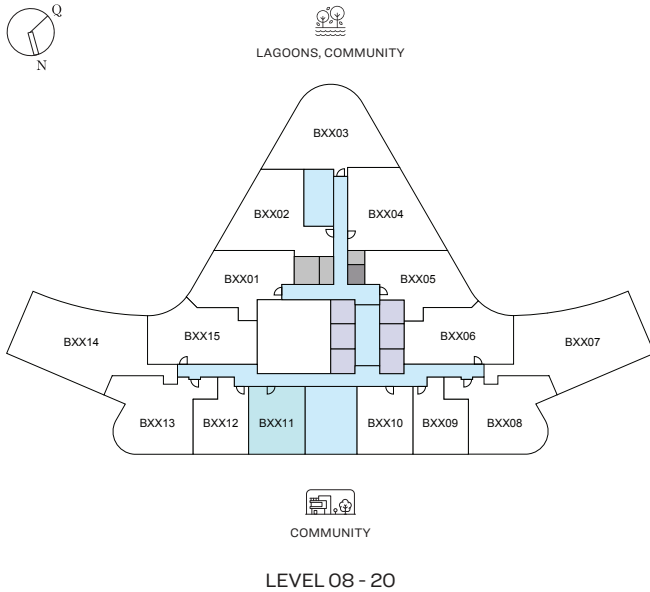 Q
N
LAGOONS, COMMUNITY
BXX03
BXX02
BXX04
BXX01
BXX05
BXX14
BXX15
BXX06
BXX07
BXX13
BXX12
BXX11
BXX10
BXX09
BXX08
COMMUNITY
LEVEL 08 - 20